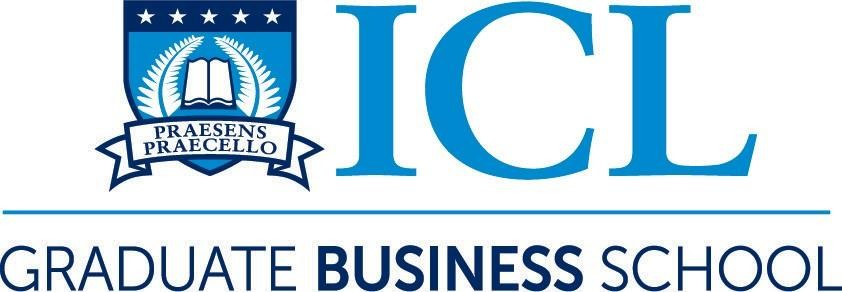 PRAESENS
PRAECELLO
ICL
GRADUATE BUSINESS SCHOOL